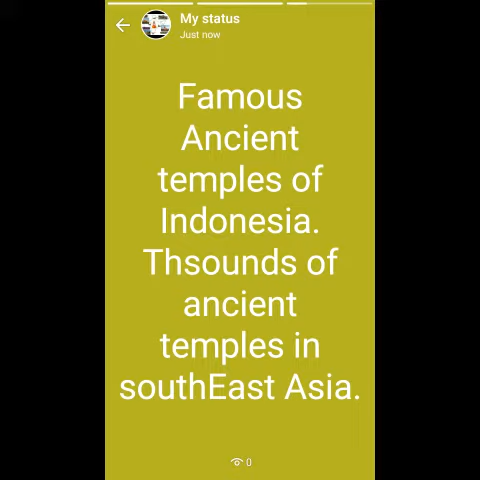 My status
Just now
Famous
Ancient
temples of
Indonesia.
Thsounds of
ancient
temples in
southEast Asia.
0